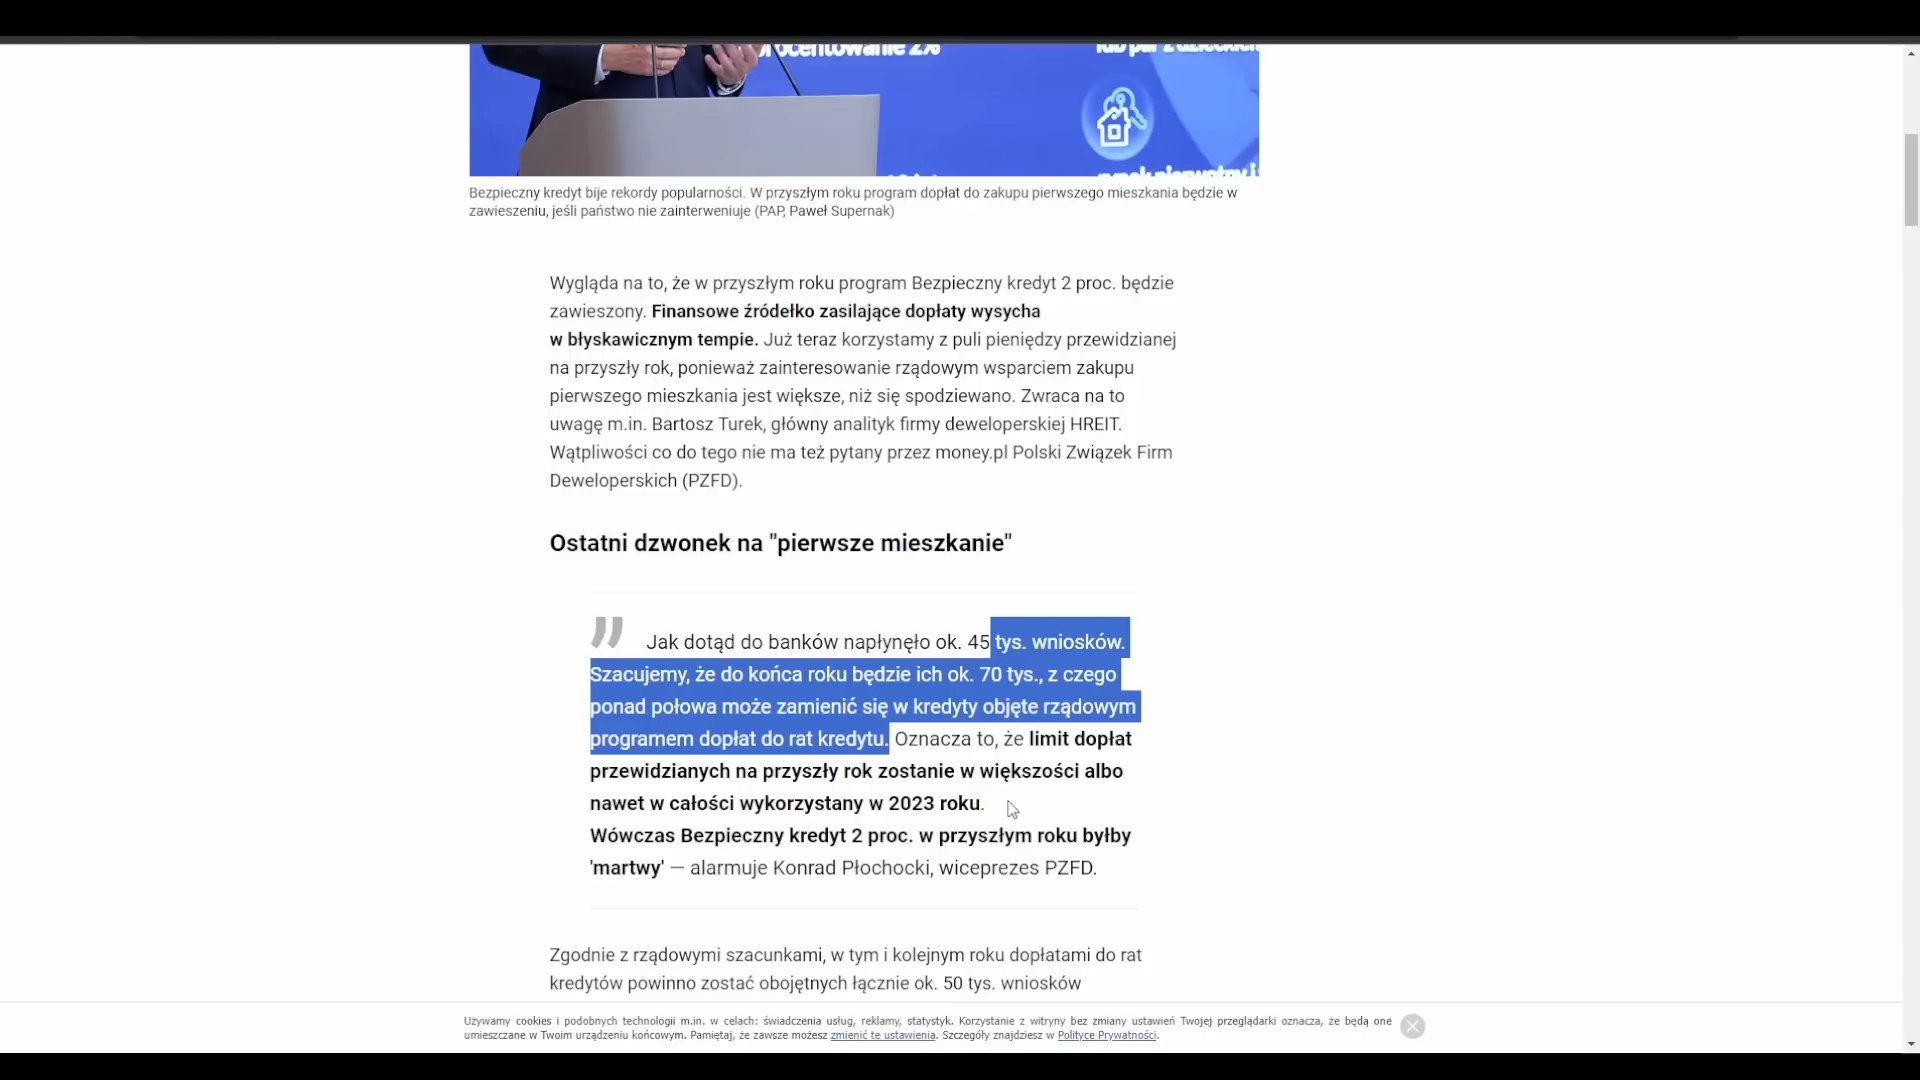 procentowanie 2%
Bezpieczny kredyt bije rekordy popularności. W przyszłym roku program dopłat do zakupu pierwszego mieszkania będzie w
zawieszeniu, jeśli państwo nie zainterweniuje (PAP, Paweł Supernak)
Wygląda na to, że w przyszłym roku program Bezpieczny kredyt 2 proc. będzie
zawieszony. Finansowe źródełko zasilające dopłaty wysycha
w błyskawicznym tempie. Już teraz korzystamy z puli pieniędzy przewidzianej
na przyszły rok, ponieważ zainteresowanie rządowym wsparciem zakupu
pierwszego mieszkania jest większe, niż się spodziewano. Zwraca na to
uwagę m.in. Bartosz Turek, główny analityk firmy deweloperskiej HREIT.
Wątpliwości co do tego nie ma też pytany przez money.pl Polski Związek Firm
Deweloperskich (PZFD).
Ostatni dzwonek na "pierwsze mieszkanie"
Jak dotąd do banków napłynęło ok. 45 tys. wniosków.
Szacujemy, że do końca roku będzie ich ok. 70 tys., z czego
ponad połowa może zamienić się w kredyty objęte rządowym
programem dopłat do rat kredytu. Oznacza to, że limit dopłat
przewidzianych na przyszły rok zostanie w większości albo
nawet w całości wykorzystany w 2023 roku.
Wówczas Bezpieczny kredyt 2 proc. w przyszłym roku byłby
'martwy' — alarmuje Konrad Płochocki, wiceprezes PZFD.
Zgodnie z rządowymi szacunkami, w tym i kolejnym roku dopłatami do rat
kredytów powinno zostać obojętnych łącznie ok. 50 tys. wniosków
Używamy cookies i podobnych technologii m.in. w celach: świadczenia usług, reklamy, statystyk. Korzystanie z witryny bez zmiany ustawień Twojej przeglądarki oznacza, że będą one
umieszczane w Twoim urządzeniu końcowym. Pamiętaj, że zawsze możesz zmienić te ustawienia. Szczegóły znajdziesz w Polityce Prywatności.